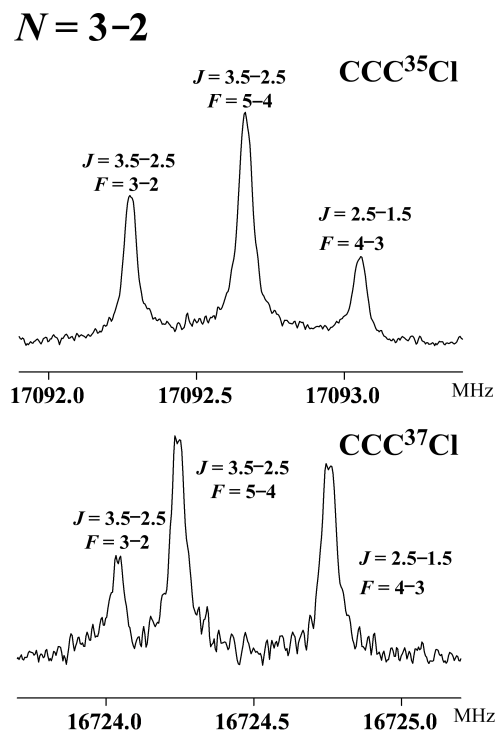 N = 3−2
CCC35Cl
J = 3.5−2.5
F = 5−4
J = 3.5−2.5
F = 3−2
J = 2.5−1.5
F = 4−3
17092.0 17092.5 17093.0 MHz
CCC37Cl
J = 3.5−2.5
F = 5−4
J = 3.5−2.5
F = 3−2
J = 2.5−1.5
F = 4−3
16724.0 16724.5 16725.0 MHz